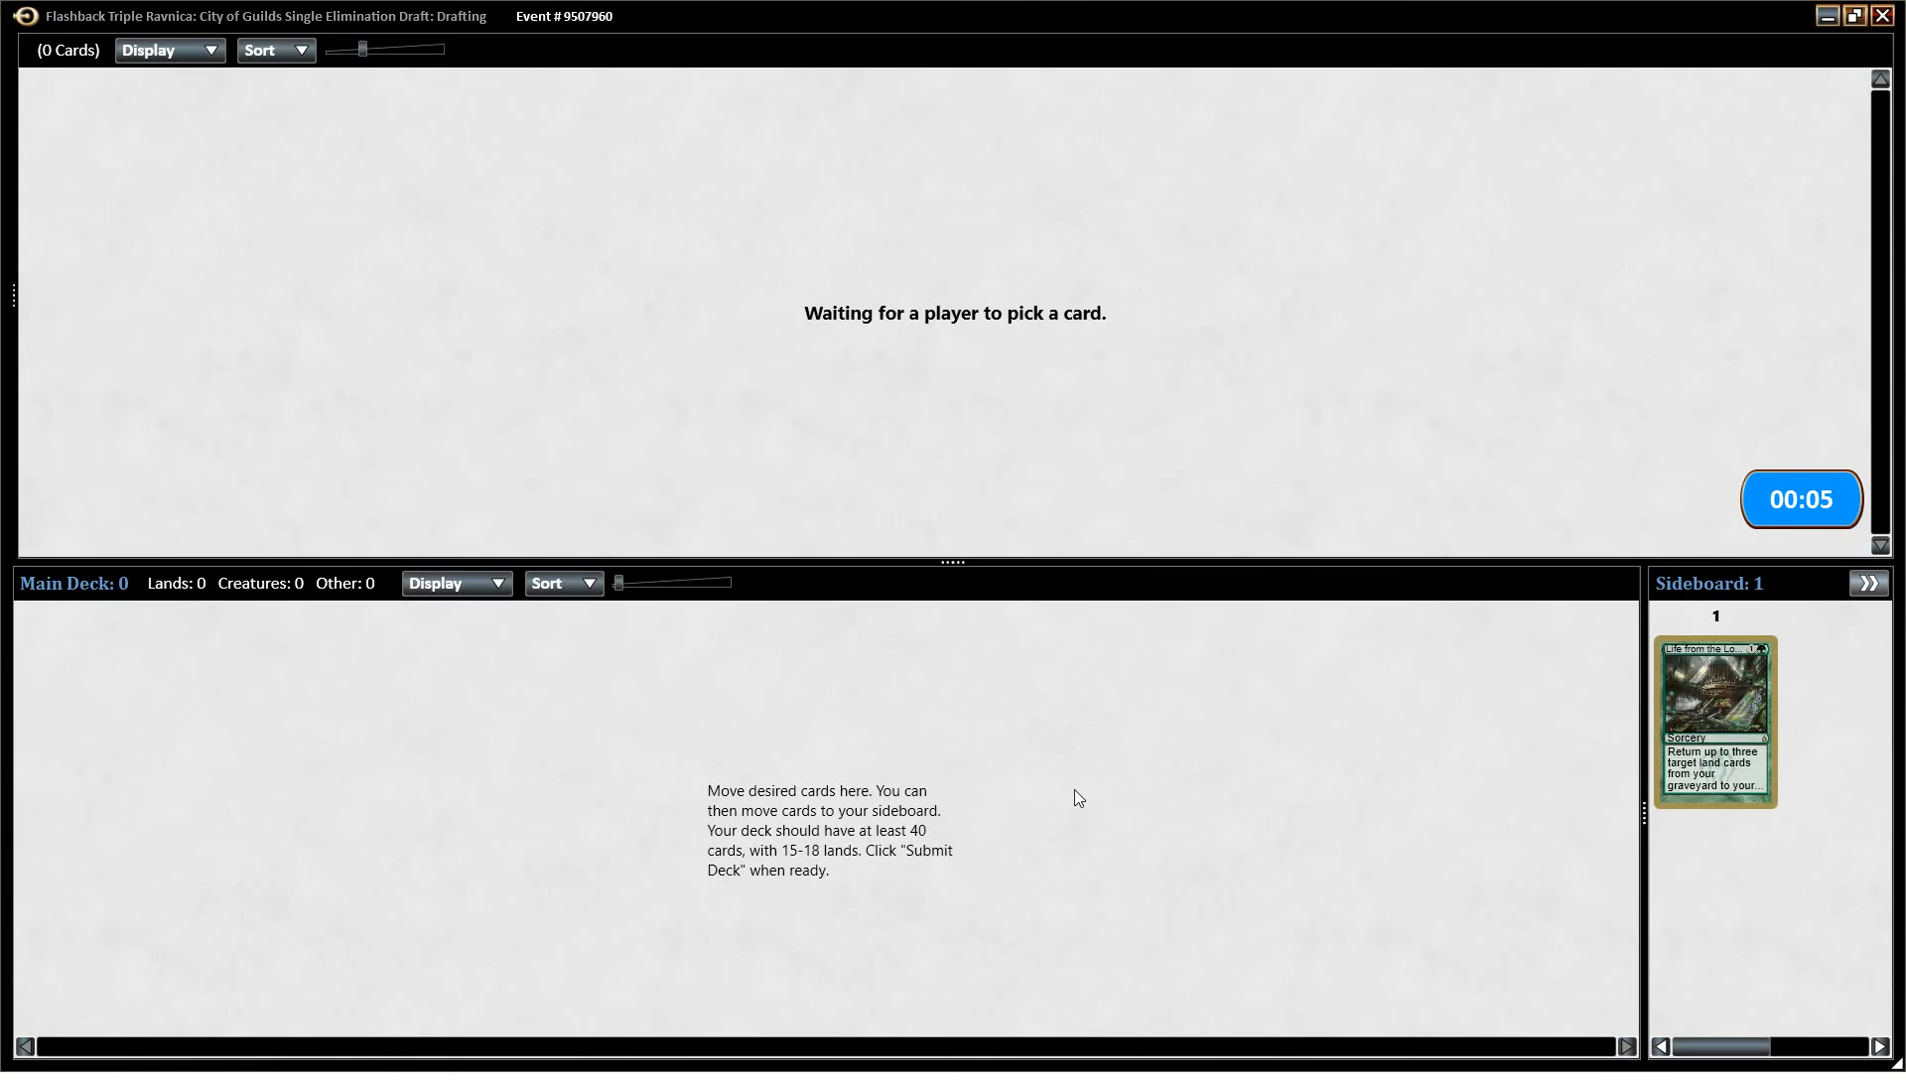 Flashback Triple Ravnica: City of Guilds Single Elimination Draft: Drafting Event # 9507960
(0 Cards) Display Sort
Waiting for a player to pick a card.
00:05
Main Deck: 0 Lands: 0 Creatures: 0 Other: 0 Display Sort
Sideboard: 1
1
Life from the Lo... 1
Sorcery
Return up to three
target land cards
from your
graveyard to your...
Move desired cards here. You can
then move cards to your sideboard.
Your deck should have at least 40
cards, with 15-18 lands. Click "Submit
Deck" when ready.